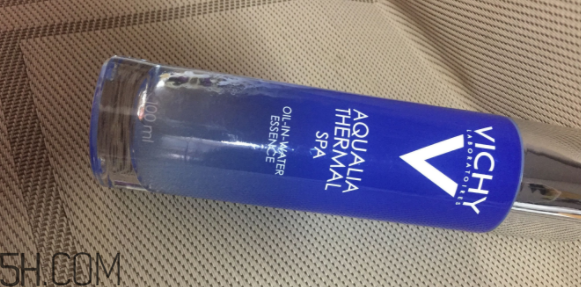 VICHY
LABORATOIRES
AQUALIA
THERMAL
SPA
OIL-IN-WATER
ESSENCE
100 ml
5H.COM